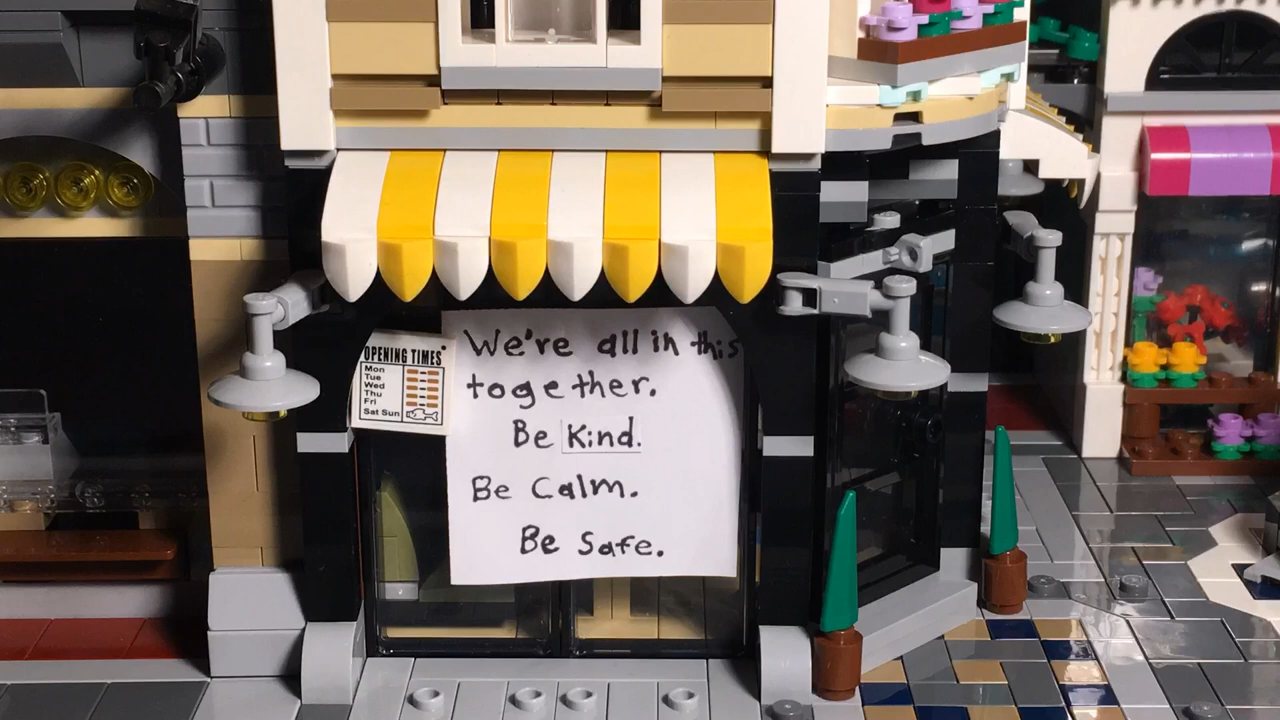 OPENING TIMES
Mon
Tue
Wed
Thu
Fri
Sat Sun
We're all in this
together.
Be Kind.
Be Calm.
Be Safe.